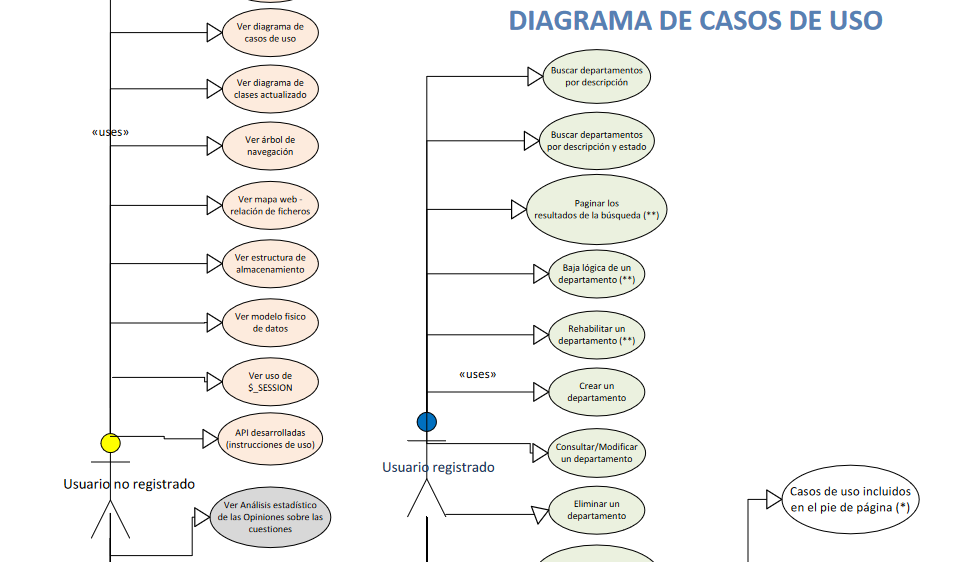 DIAGRAMA DE CASOS DE USO
Ver diagrama de
casos de uso
Ver diagrama de
clases actualizado
«uses»
Ver árbol de
navegación
Ver mapa web -
relación de ficheros
Ver estructura de
almacenamiento
Ver modelo fisico
de datos
Ver uso de
$_SESSION
API desarrolladas
(instrucciones de uso)
Usuario no registrado
Ver Análisis estadístico
de las Opiniones sobre las
cuestiones
Buscar departamentos
por descripción
Buscar departamentos
por descripción y estado
Paginar los
resultados de la búsqueda (**)
Baja lógica de un
departamento (**)
Rehabilitar un
departamento (**)
«uses»
Crear un
departamento
Consultar/Modificar
un departamento
Usuario registrado
Eliminar un
departamento
Casos de uso incluidos
en el pie de página (*)